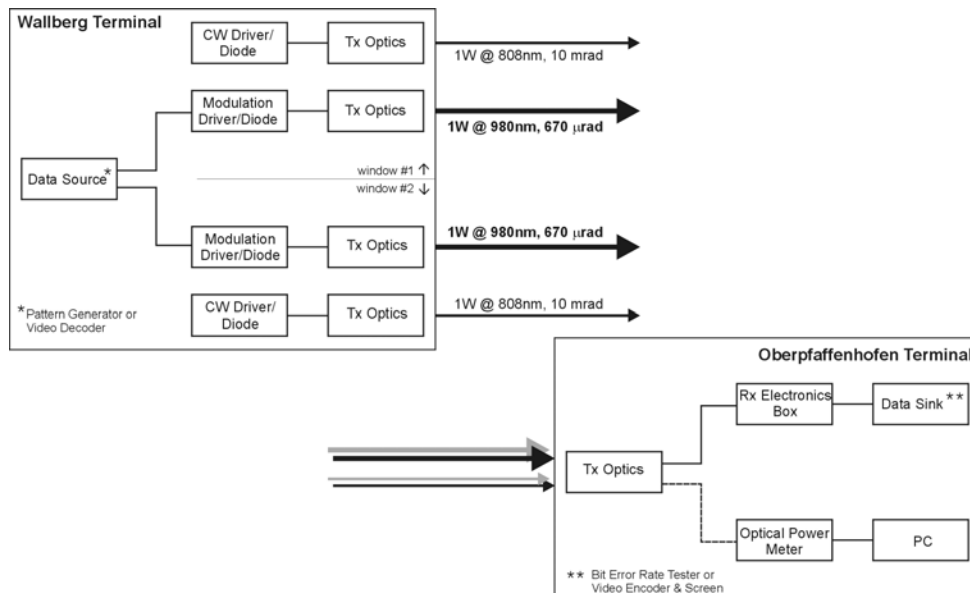 Wallberg Terminal
CW Driver/
Diode
Tx Optics
1W @ 808nm, 10 mrad
Modulation
Driver/Diode
Tx Optics
1W @ 980nm, 670 μrad
Data Source*
window #1 ↑
window #2 ↓
Modulation
Driver/Diode
Tx Optics
1W @ 980nm, 670 μrad
CW Driver/
Diode
Tx Optics
1W @ 808nm, 10 mrad
*Pattern Generator or
Video Decoder
Oberpfaffenhofen Terminal
Rx Electronics
Box
Data Sink**
Tx Optics
Optical Power
Meter
PC
** Bit Error Rate Tester or
Video Encoder & Screen